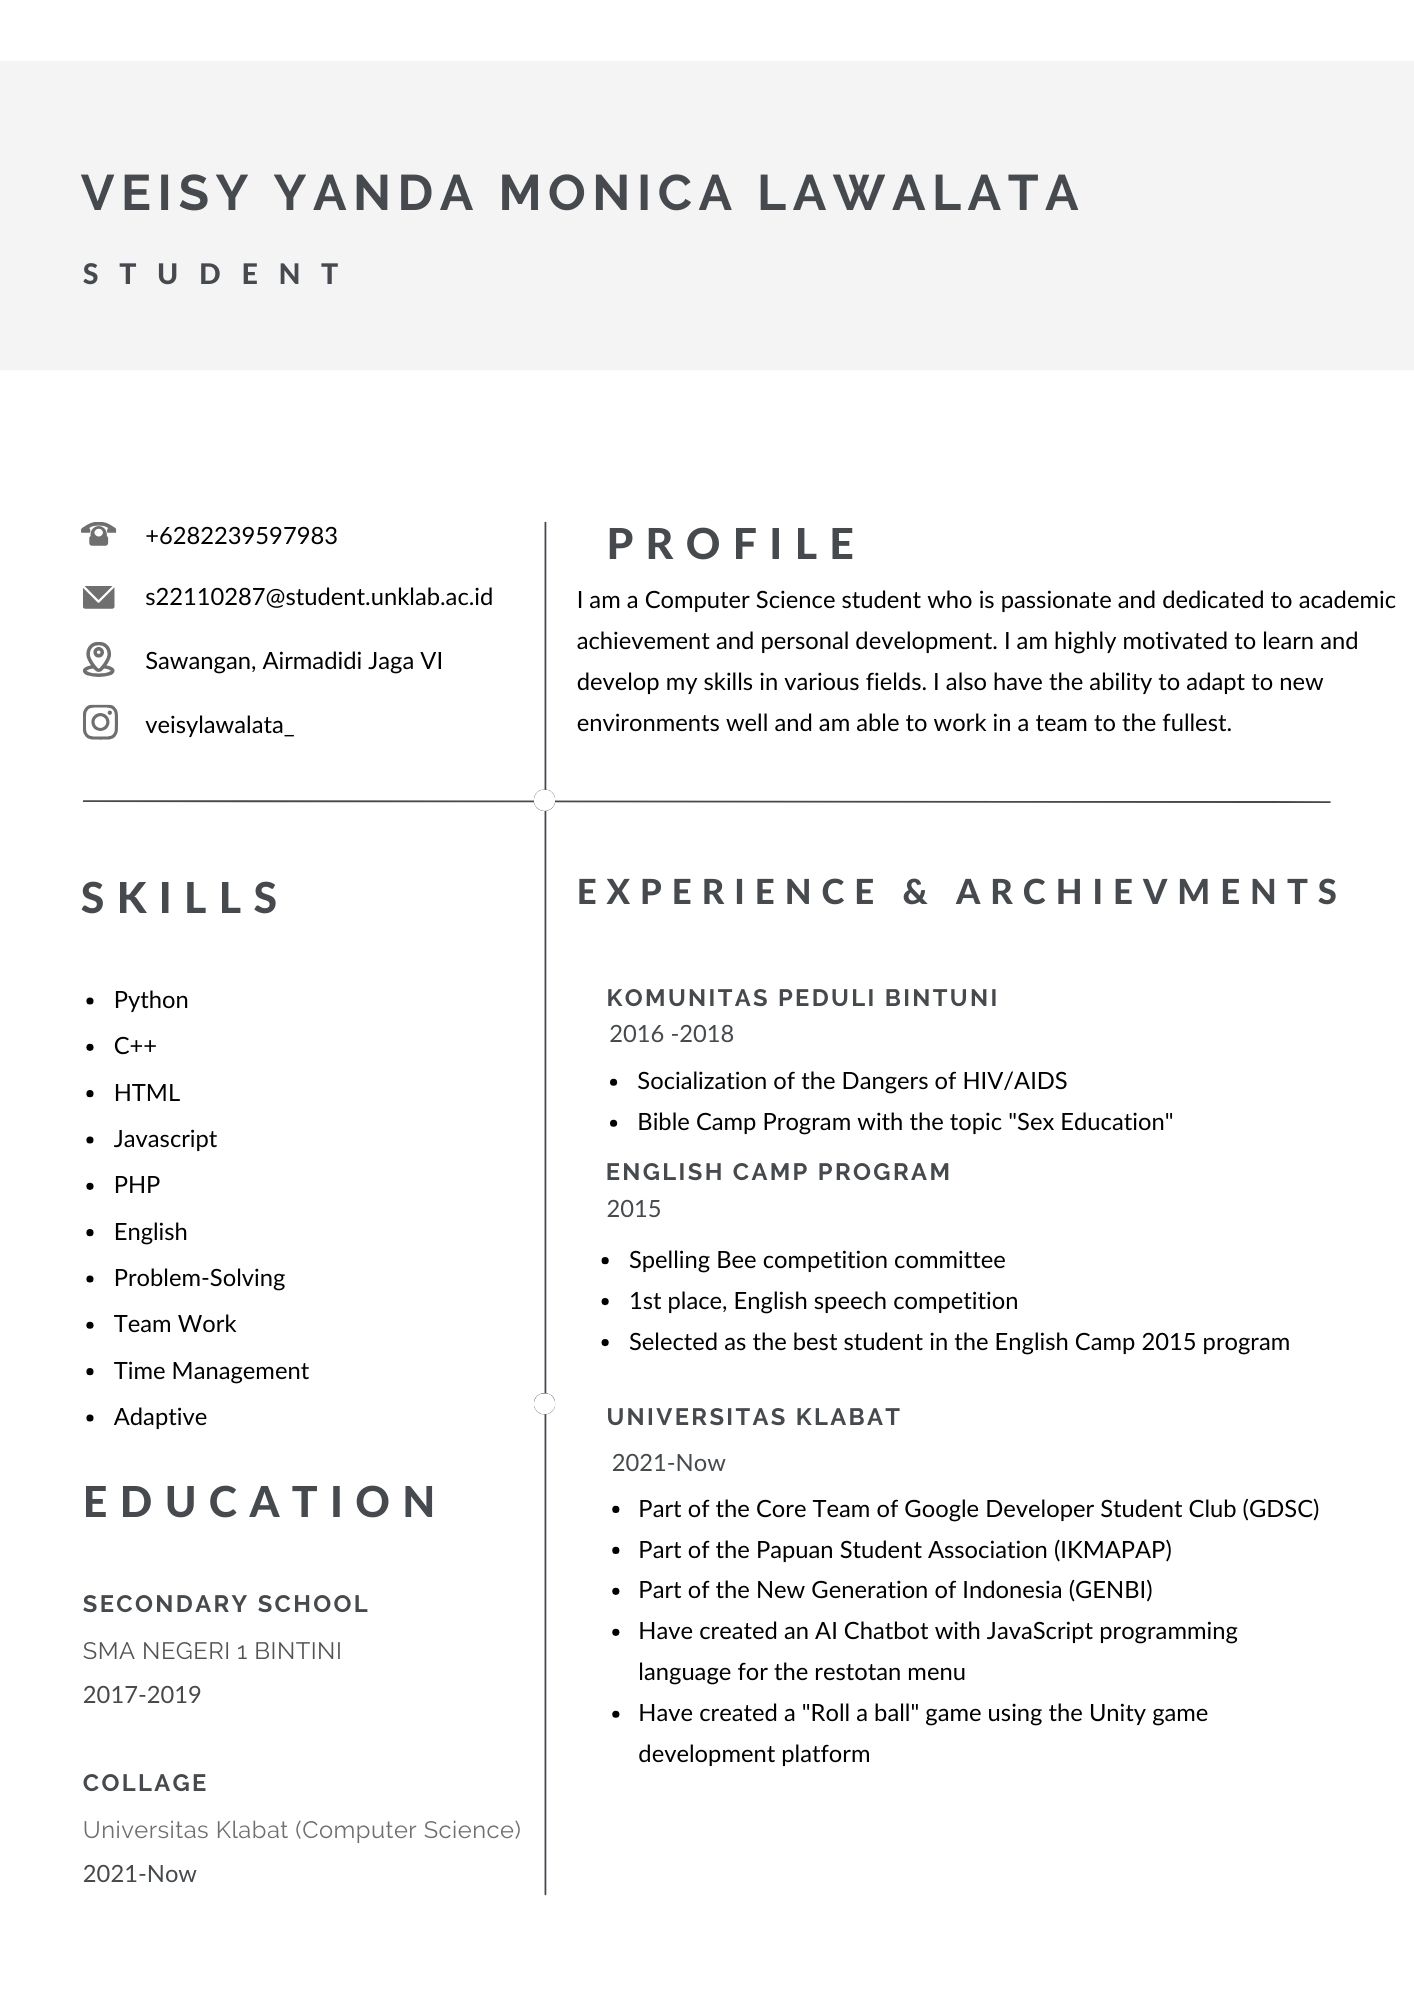 VEISY YANDA MONICA LAWALATA
STUDENT
+6282239597983
s22110287@student.unklab.ac.id
Sawangan, Airmadidi Jaga VI
veisylawalata_
PROFILE
I am a Computer Science student who is passionate and dedicated to academic
achievement and personal development. I am highly motivated to learn and
develop my skills in various fields. I also have the ability to adapt to new
environments well and am able to work in a team to the fullest.
SKILLS
• Python
• C++
• HTML
• Javascript
• PHP
• English
• Problem-Solving
• Team Work
• Time Management
• Adaptive
EDUCATION
SECONDARY SCHOOL
SMA NEGERI 1 BINTINI
2017-2019
COLLAGE
Universitas Klabat (Computer Science)
2021-Now
EXPERIENCE & ARCHIEVMENTS
KOMUNITAS PEDULI BINTUNI
2016 -2018
• Socialization of the Dangers of HIV/AIDS
• Bible Camp Program with the topic "Sex Education"
ENGLISH CAMP PROGRAM
2015
• Spelling Bee competition committee
• 1st place, English speech competition
• Selected as the best student in the English Camp 2015 program
UNIVERSITAS KLABAT
2021-Now
• Part of the Core Team of Google Developer Student Club (GDSC)
• Part of the Papuan Student Association (IKMAPAP)
• Part of the New Generation of Indonesia (GENBI)
• Have created an AI Chatbot with JavaScript programming
language for the restotan menu
• Have created a "Roll a ball" game using the Unity game
development platform